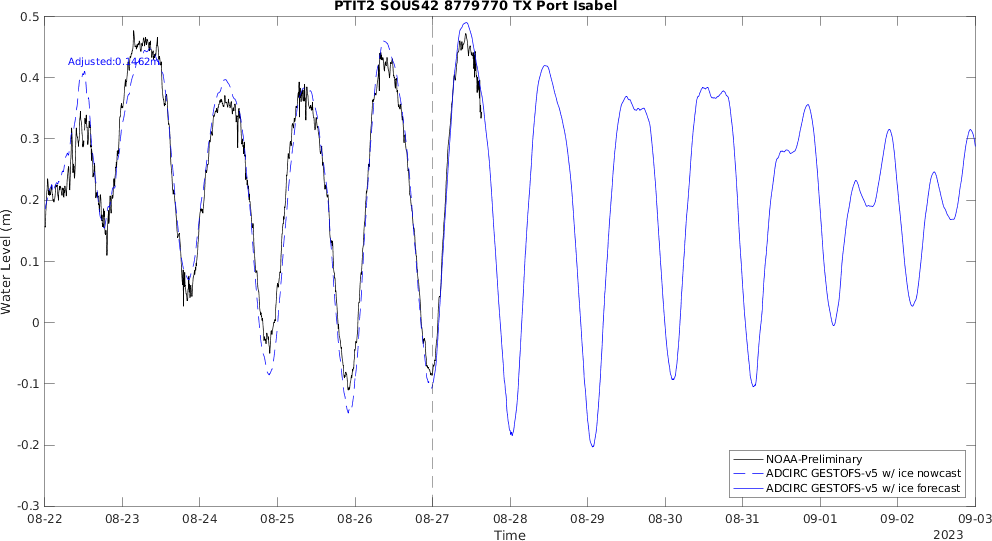 PTIT2 SOUS42 8779770 TX Port Isabel
Adjusted:0.1462m
Water Level (m)
0.5
0.4
0.3
0.2
0.1
0
-0.1
-0.2
-0.3
NOAA-Preliminary
ADCIRC GESTOFS-v5 w/ ice nowcast
ADCIRC GESTOFS-v5 w/ ice forecast
08-22 08-23 08-24 08-25 08-26 08-27 08-28 08-29 08-30 08-31 09-01 09-02 09-03
Time
2023